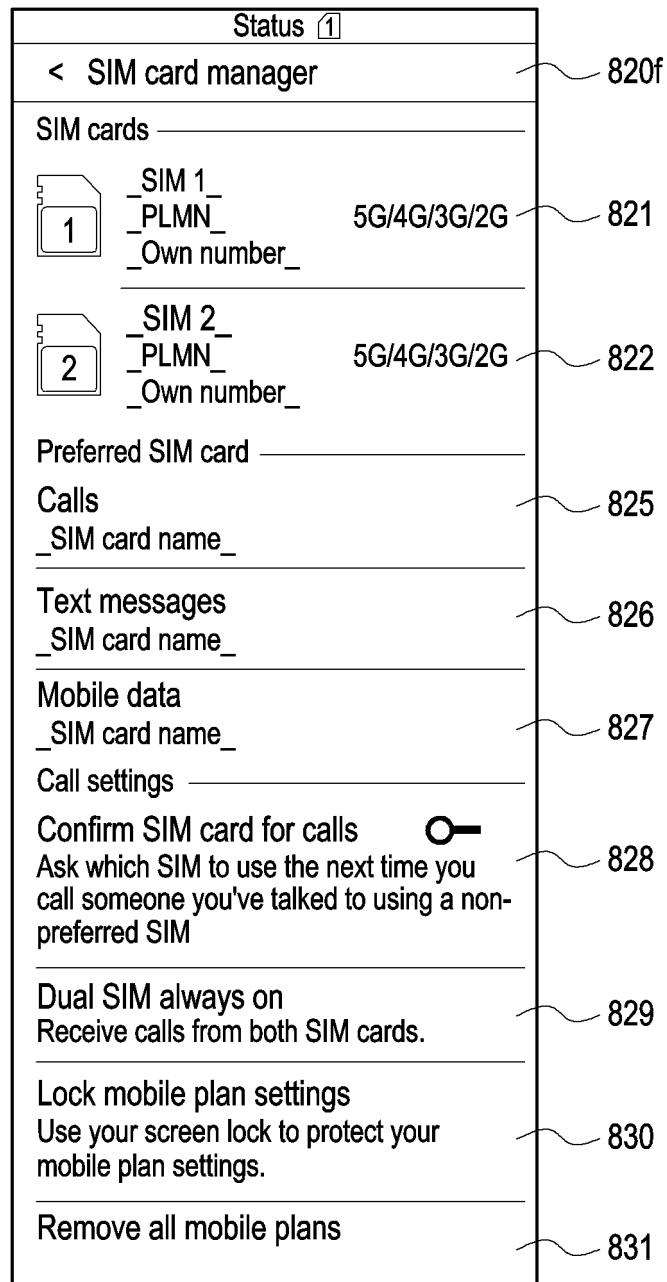 Status 1
< SIM card manager 820f
SIM cards
1
_SIM 1_
_PLMN_ 5G/4G/3G/2G 821
_Own number_
2
_SIM 2_
_PLMN_ 5G/4G/3G/2G 822
_Own number_
Preferred SIM card
Calls 825
_SIM card name_
Text messages 826
_SIM card name_
Mobile data 827
_SIM card name_
Call settings
Confirm SIM card for calls 828
Ask which SIM to use the next time you
call someone you've talked to using a non-
preferred SIM
Dual SIM always on 829
Receive calls from both SIM cards.
Lock mobile plan settings
Use your screen lock to protect your 830
mobile plan settings.
Remove all mobile plans 831